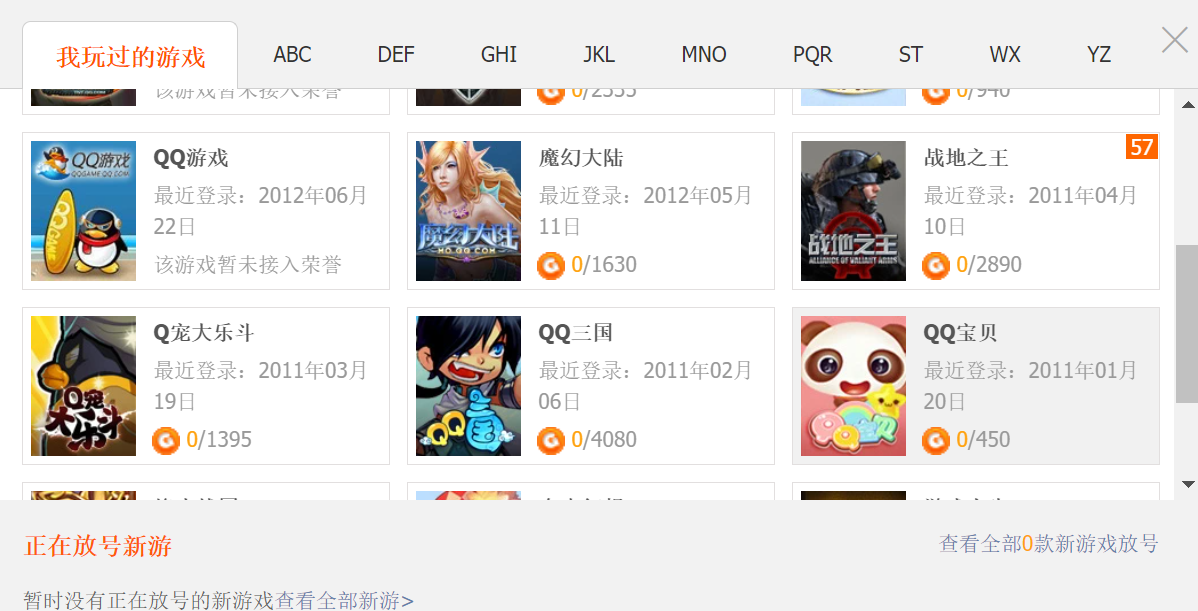 我玩过的游戏 ABC DEF GHI JKL MNO PQR ST WX YZ
该游戏暂未接入荣誉 0/2535 0/940
QQ游戏
QQGAME.QQ.COM
QQ游戏
最近登录：2012年06月
22日
该游戏暂未接入荣誉
魔幻大陆
MO.QQ.COM
魔幻大陆
最近登录：2012年05月
11日
0/1630
战地之王
ALLIANCE OF VALIANT ARMS
战地之王
57
最近登录：2011年04月
10日
0/2890
Q宠大乐斗
Q宠大乐斗
最近登录：2011年03月
19日
0/1395
QQ三国
QQ三国
最近登录：2011年02月
06日
0/4080
QQ宝贝
QQ宝贝
最近登录：2011年01月
20日
0/450
正在放号新游
查看全部0款新游戏放号
暂时没有正在放号的新游戏查看全部新游>